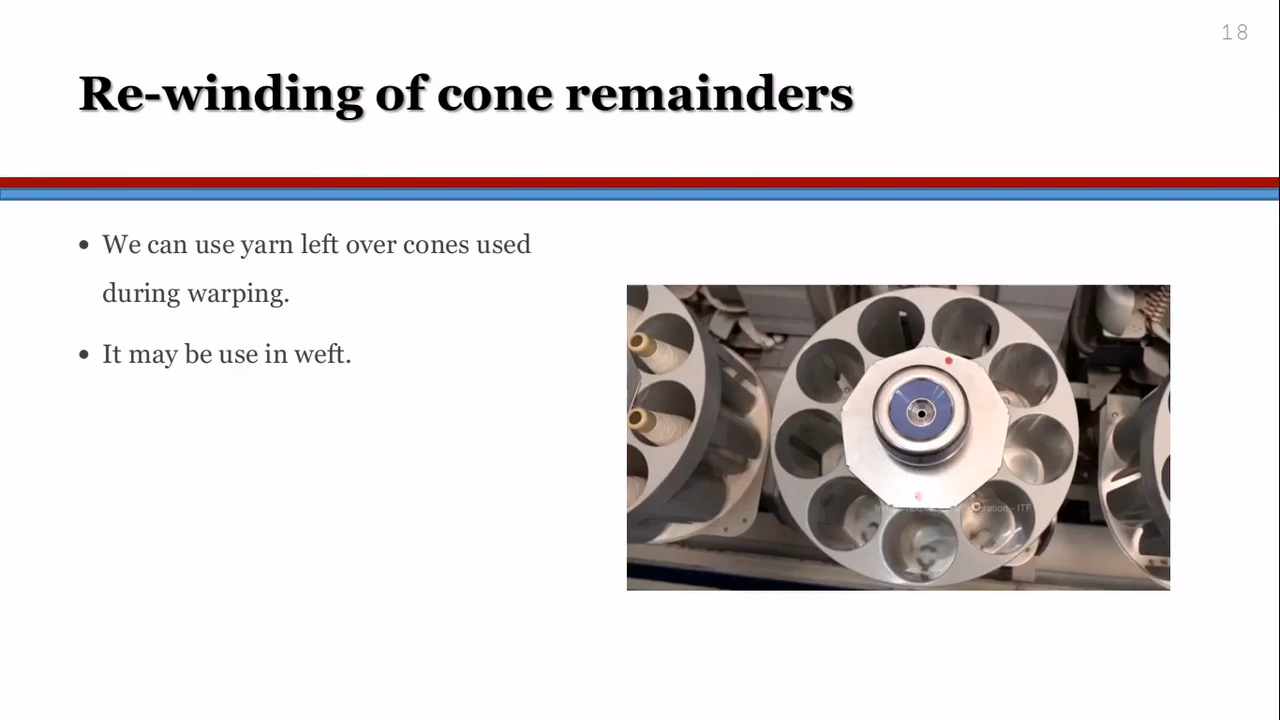 18
Re-winding of cone remainders
• We can use yarn left over cones used
during warping.
• It may be use in weft.